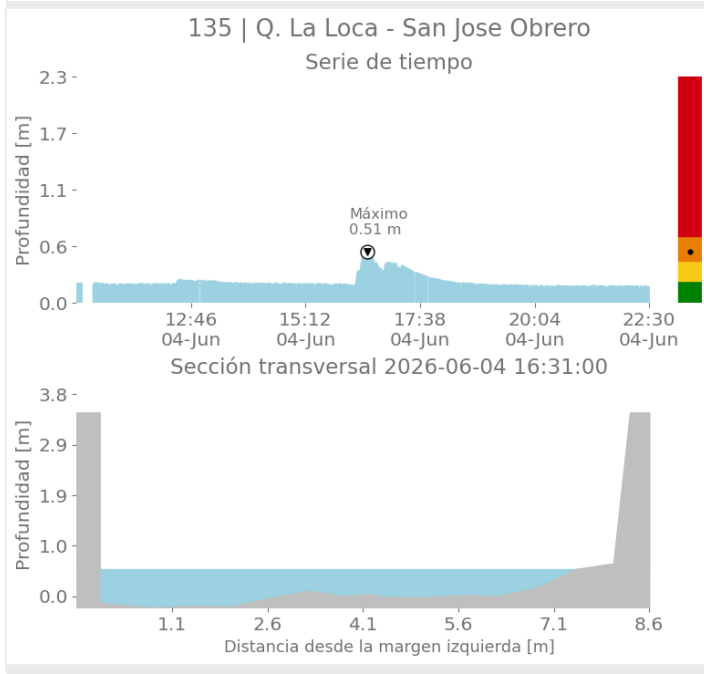 135 | Q. La Loca - San Jose Obrero
Serie de tiempo
Profundidad [m]
2.3
1.7
1.1
0.6
0.0
Máximo
0.51 m
12:46 15:12 17:38 20:04 22:30
04-Jun 04-Jun 04-Jun 04-Jun 04-Jun
Sección transversal 2026-06-04 16:31:00
Profundidad [m]
3.8
2.9
1.9
1.0
0.0
1.1 2.6 4.1 5.6 7.1 8.6
Distancia desde la margen izquierda [m]